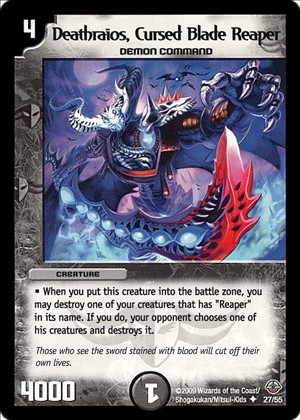 4
Deathraios, Cursed Blade Reaper
DEMON COMMAND
CREATURE
▪ When you put this creature into the battle zone, you
may destroy one of your creatures that has "Reaper"
in its name. If you do, your opponent chooses one of
his creatures and destroys it.
Those who see the sword stained with blood will cut off their
own lives.
4000
1
©2009 Wizards of the Coast/
Shogakukan/Mitsui-Kids ✦ 27/55